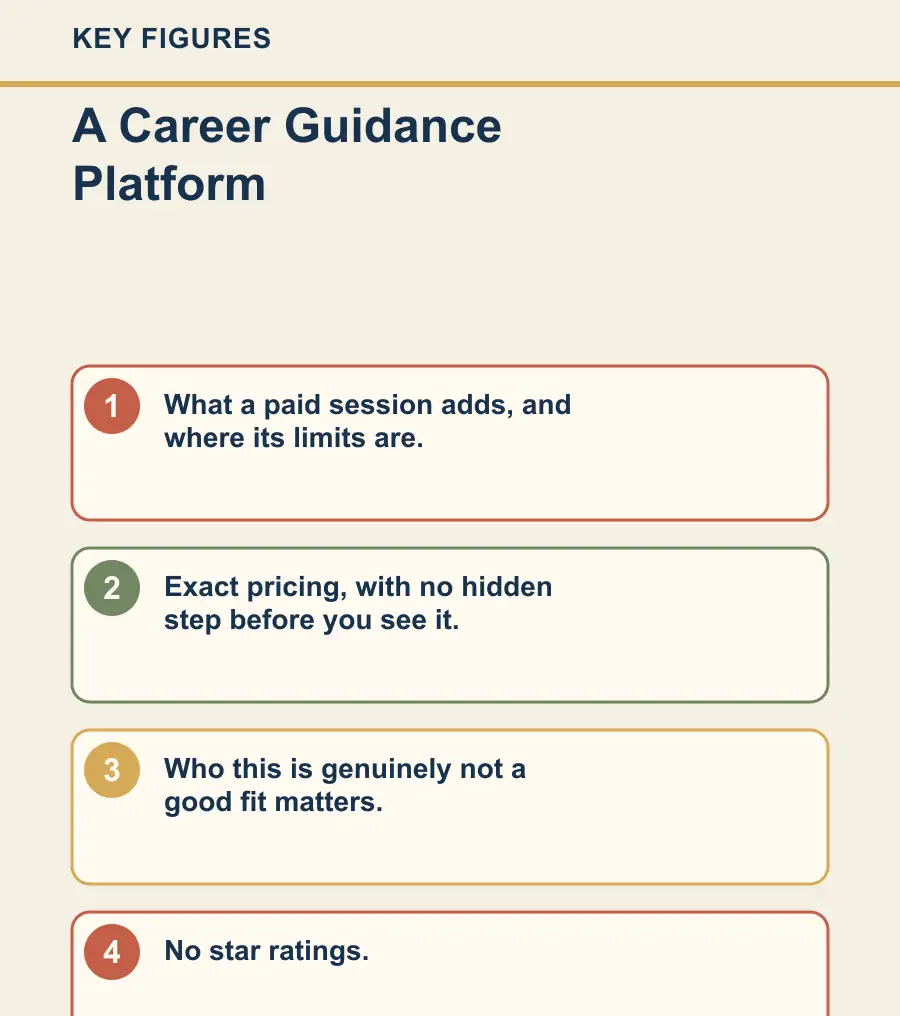 KEY FIGURES
A Career Guidance
Platform
1
What a paid session adds, and
where its limits are.
2
Exact pricing, with no hidden
step before you see it.
3
Who this is genuinely not a
good fit matters.
4
No star ratings.